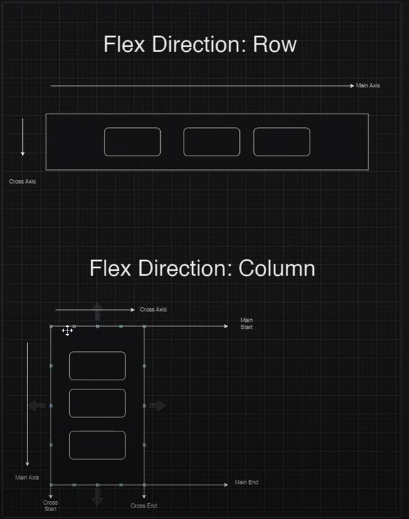 Flex Direction: Row
Main Axis
Cross Axis
Flex Direction: Column
Cross Axis
Main
Start
Main Axis
Main End
Cross
Start
Cross End